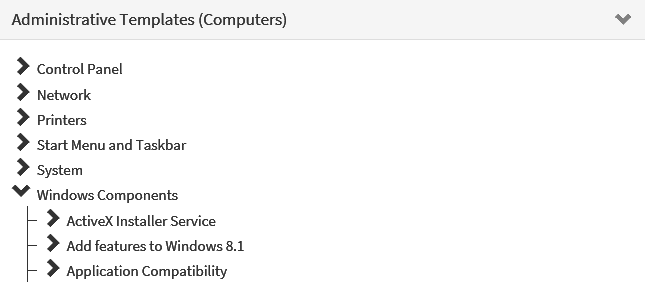 Administrative Templates (Computers)
Control Panel
Network
Printers
Start Menu and Taskbar
System
Windows Components
ActiveX Installer Service
Add features to Windows 8.1
Application Compatibility